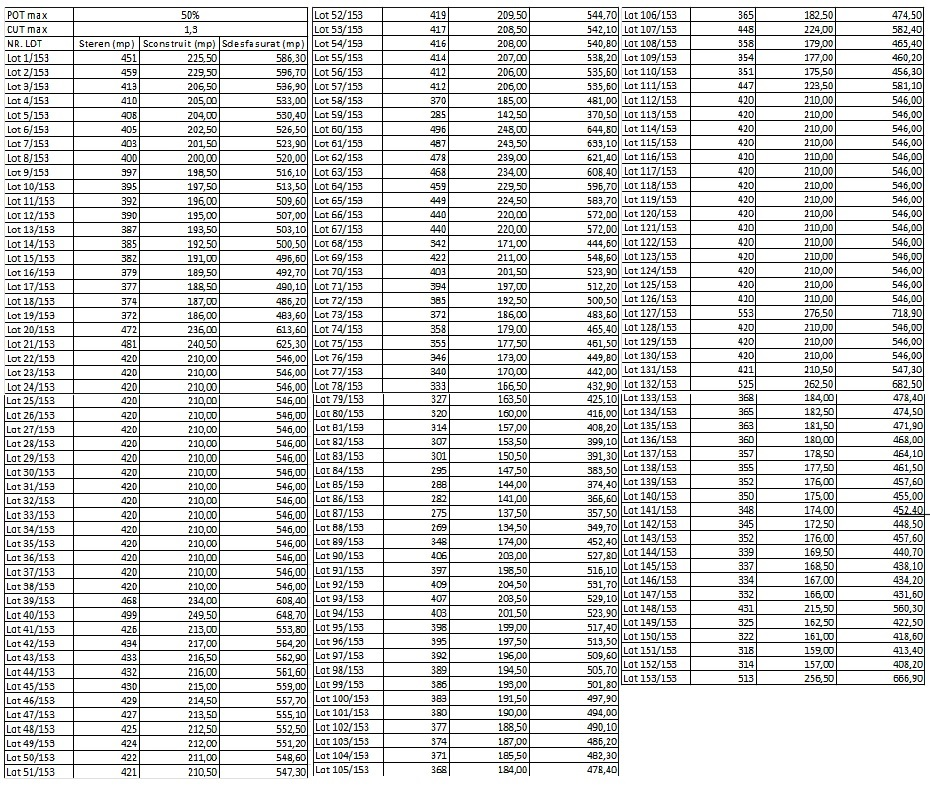 POT max 50%
CUT max 1,3
NR. LOT Steren (mp) Sconstruit (mp) Sdesfasurat (mp)
Lot 1/153 451 225,50 586,30
Lot 2/153 459 229,50 596,70
Lot 3/153 413 206,50 536,90
Lot 4/153 410 205,00 533,00
Lot 5/153 408 204,00 530,40
Lot 6/153 405 202,50 526,50
Lot 7/153 403 201,50 523,90
Lot 8/153 400 200,00 520,00
Lot 9/153 397 198,50 516,10
Lot 10/153 395 197,50 513,50
Lot 11/153 392 196,00 509,60
Lot 12/153 390 195,00 507,00
Lot 13/153 387 193,50 503,10
Lot 14/153 385 192,50 500,50
Lot 15/153 382 191,00 496,60
Lot 16/153 379 189,50 492,70
Lot 17/153 377 188,50 490,10
Lot 18/153 374 187,00 486,20
Lot 19/153 372 186,00 483,60
Lot 20/153 472 236,00 613,60
Lot 21/153 481 240,50 625,30
Lot 22/153 420 210,00 546,00
Lot 23/153 420 210,00 546,00
Lot 24/153 420 210,00 546,00
Lot 25/153 420 210,00 546,00
Lot 26/153 420 210,00 546,00
Lot 27/153 420 210,00 546,00
Lot 28/153 420 210,00 546,00
Lot 29/153 420 210,00 546,00
Lot 30/153 420 210,00 546,00
Lot 31/153 420 210,00 546,00
Lot 32/153 420 210,00 546,00
Lot 33/153 420 210,00 546,00
Lot 34/153 420 210,00 546,00
Lot 35/153 420 210,00 546,00
Lot 36/153 420 210,00 546,00
Lot 37/153 420 210,00 546,00
Lot 38/153 420 210,00 546,00
Lot 39/153 468 234,00 608,40
Lot 40/153 499 249,50 648,70
Lot 41/153 426 213,00 553,80
Lot 42/153 434 217,00 564,20
Lot 43/153 433 216,50 562,90
Lot 44/153 432 216,00 561,60
Lot 45/153 430 215,00 559,00
Lot 46/153 429 214,50 557,70
Lot 47/153 427 213,50 555,10
Lot 48/153 425 212,50 552,50
Lot 49/153 424 212,00 551,20
Lot 50/153 422 211,00 548,60
Lot 51/153 421 210,50 547,30
Lot 52/153 419 209,50 544,70
Lot 53/153 417 208,50 542,10
Lot 54/153 416 208,00 540,80
Lot 55/153 414 207,00 538,20
Lot 56/153 412 206,00 535,60
Lot 57/153 412 206,00 535,60
Lot 58/153 370 185,00 481,00
Lot 59/153 285 142,50 370,50
Lot 60/153 496 248,00 644,80
Lot 61/153 487 243,50 633,10
Lot 62/153 478 239,00 621,40
Lot 63/153 468 234,00 608,40
Lot 64/153 459 229,50 596,70
Lot 65/153 449 224,50 583,70
Lot 66/153 440 220,00 572,00
Lot 67/153 440 220,00 572,00
Lot 68/153 342 171,00 444,60
Lot 69/153 422 211,00 548,60
Lot 70/153 403 201,50 523,90
Lot 71/153 394 197,00 512,20
Lot 72/153 385 192,50 500,50
Lot 73/153 372 186,00 483,60
Lot 74/153 358 179,00 465,40
Lot 75/153 355 177,50 461,50
Lot 76/153 346 173,00 449,80
Lot 77/153 340 170,00 442,00
Lot 78/153 333 166,50 432,90
Lot 79/153 327 163,50 425,10
Lot 80/153 320 160,00 416,00
Lot 81/153 314 157,00 408,20
Lot 82/153 307 153,50 399,10
Lot 83/153 301 150,50 391,30
Lot 84/153 295 147,50 383,50
Lot 85/153 288 144,00 374,40
Lot 86/153 282 141,00 366,60
Lot 87/153 275 137,50 357,50
Lot 88/153 269 134,50 349,70
Lot 89/153 348 174,00 452,40
Lot 90/153 406 203,00 527,80
Lot 91/153 397 198,50 516,10
Lot 92/153 409 204,50 531,70
Lot 93/153 407 203,50 529,10
Lot 94/153 403 201,50 523,90
Lot 95/153 398 199,00 517,40
Lot 96/153 395 197,50 513,50
Lot 97/153 392 196,00 509,60
Lot 98/153 389 194,50 505,70
Lot 99/153 386 193,00 501,80
Lot 100/153 383 191,50 497,90
Lot 101/153 380 190,00 494,00
Lot 102/153 377 188,50 490,10
Lot 103/153 374 187,00 486,20
Lot 104/153 371 185,50 482,30
Lot 105/153 368 184,00 478,40
Lot 106/153 365 182,50 474,50
Lot 107/153 448 224,00 582,40
Lot 108/153 358 179,00 465,40
Lot 109/153 354 177,00 460,20
Lot 110/153 351 175,50 456,30
Lot 111/153 447 223,50 581,10
Lot 112/153 420 210,00 546,00
Lot 113/153 420 210,00 546,00
Lot 114/153 420 210,00 546,00
Lot 115/153 420 210,00 546,00
Lot 116/153 420 210,00 546,00
Lot 117/153 420 210,00 546,00
Lot 118/153 420 210,00 546,00
Lot 119/153 420 210,00 546,00
Lot 120/153 420 210,00 546,00
Lot 121/153 420 210,00 546,00
Lot 122/153 420 210,00 546,00
Lot 123/153 420 210,00 546,00
Lot 124/153 420 210,00 546,00
Lot 125/153 420 210,00 546,00
Lot 126/153 420 210,00 546,00
Lot 127/153 553 276,50 718,90
Lot 128/153 420 210,00 546,00
Lot 129/153 420 210,00 546,00
Lot 130/153 420 210,00 546,00
Lot 131/153 421 210,50 547,30
Lot 132/153 525 262,50 682,50
Lot 133/153 368 184,00 478,40
Lot 134/153 365 182,50 474,50
Lot 135/153 363 181,50 471,90
Lot 136/153 360 180,00 468,00
Lot 137/153 357 178,50 464,10
Lot 138/153 355 177,50 461,50
Lot 139/153 352 176,00 457,60
Lot 140/153 350 175,00 455,00
Lot 141/153 348 174,00 452,40
Lot 142/153 345 172,50 448,50
Lot 143/153 352 176,00 457,60
Lot 144/153 339 169,50 440,70
Lot 145/153 337 168,50 438,10
Lot 146/153 334 167,00 434,20
Lot 147/153 332 166,00 431,60
Lot 148/153 431 215,50 560,30
Lot 149/153 325 162,50 422,50
Lot 150/153 322 161,00 418,60
Lot 151/153 318 159,00 413,40
Lot 152/153 314 157,00 408,20
Lot 153/153 513 256,50 666,90